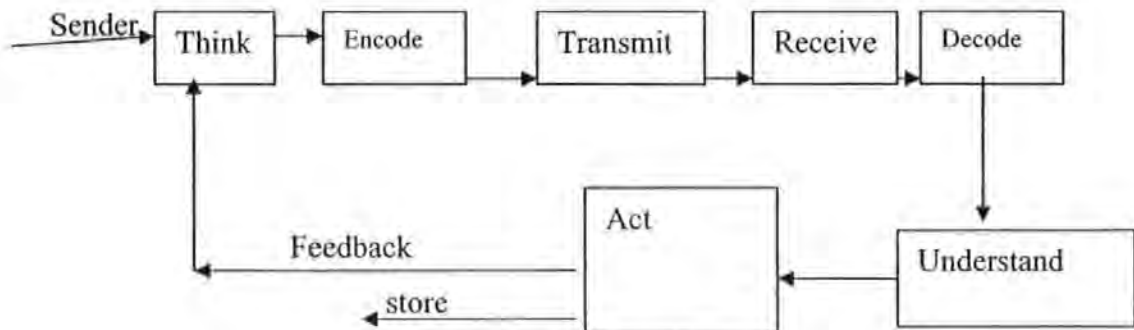 Sender
Think
Encode
Transmit
Receive
Decode
Act
Understand
Feedback
store